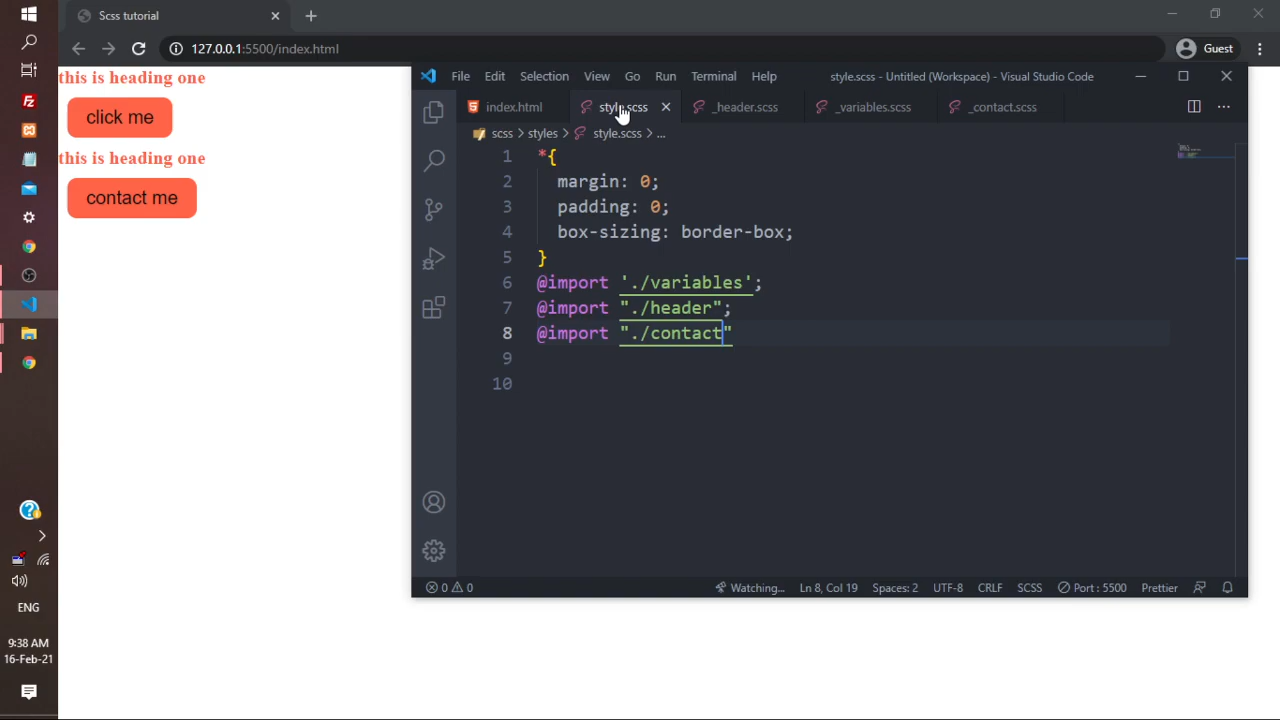 Scss tutorial
127.0.0.1:5500/index.html
Guest
this is heading one
click me
this is heading one
contact me
File Edit Selection View Go Run Terminal Help
style.scss - Untitled (Workspace) - Visual Studio Code
index.html
style.scss
_header.scss
_variables.scss
_contact.scss
scss > styles > style.scss > ...
1 *{
2 margin: 0;
3 padding: 0;
4 box-sizing: border-box;
5 }
6 @import './variables';
7 @import "./header";
8 @import "./contact"
9
10
0 0
Watching...
Ln 8, Col 19
Spaces: 2
UTF-8
CRLF
SCSS
Port : 5500
Prettier
ENG
9:38 AM
16-Feb-21